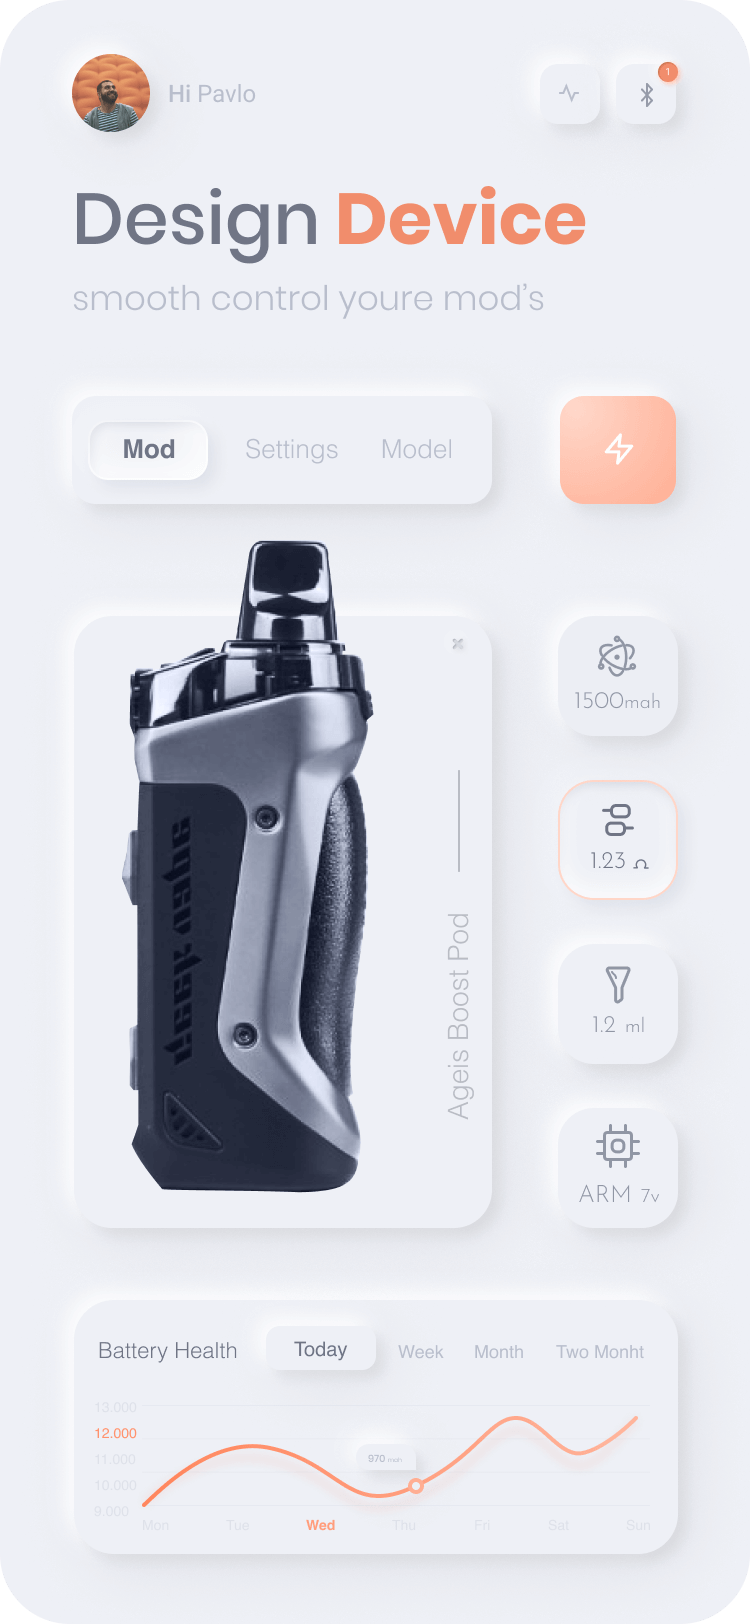 Hi Pavlo
1
Design Device
smooth control youre mod's
Mod Settings Model
1500mah
1.23 Ω
1.2 ml
ARM 7v
geek vape
Ageis Boost Pod
Battery Health Today Week Month Two Monht
13.000
12.000
11.000
10.000
9.000
970 mah
Mon Tue Wed Thu Fri Sat Sun